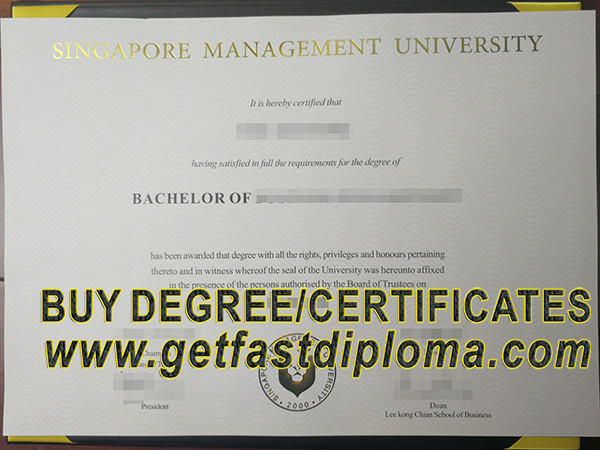 SINGAPORE MANAGEMENT UNIVERSITY
It is hereby certified that
having satisfied in full the requirements for the degree of
BACHELOR OF
has been awarded that degree with all the rights, privileges and honours pertaining
thereto and in witness whereof the seal of the University was hereunto affixed
in the presence of the persons authorised by the Board of Trustees on
BUY DEGREE/CERTIFICATES
www.getfastdiploma.com
President
SINGAPORE MANAGEMENT UNIVERSITY
2000
Dean
Lee kong Chian School of Business